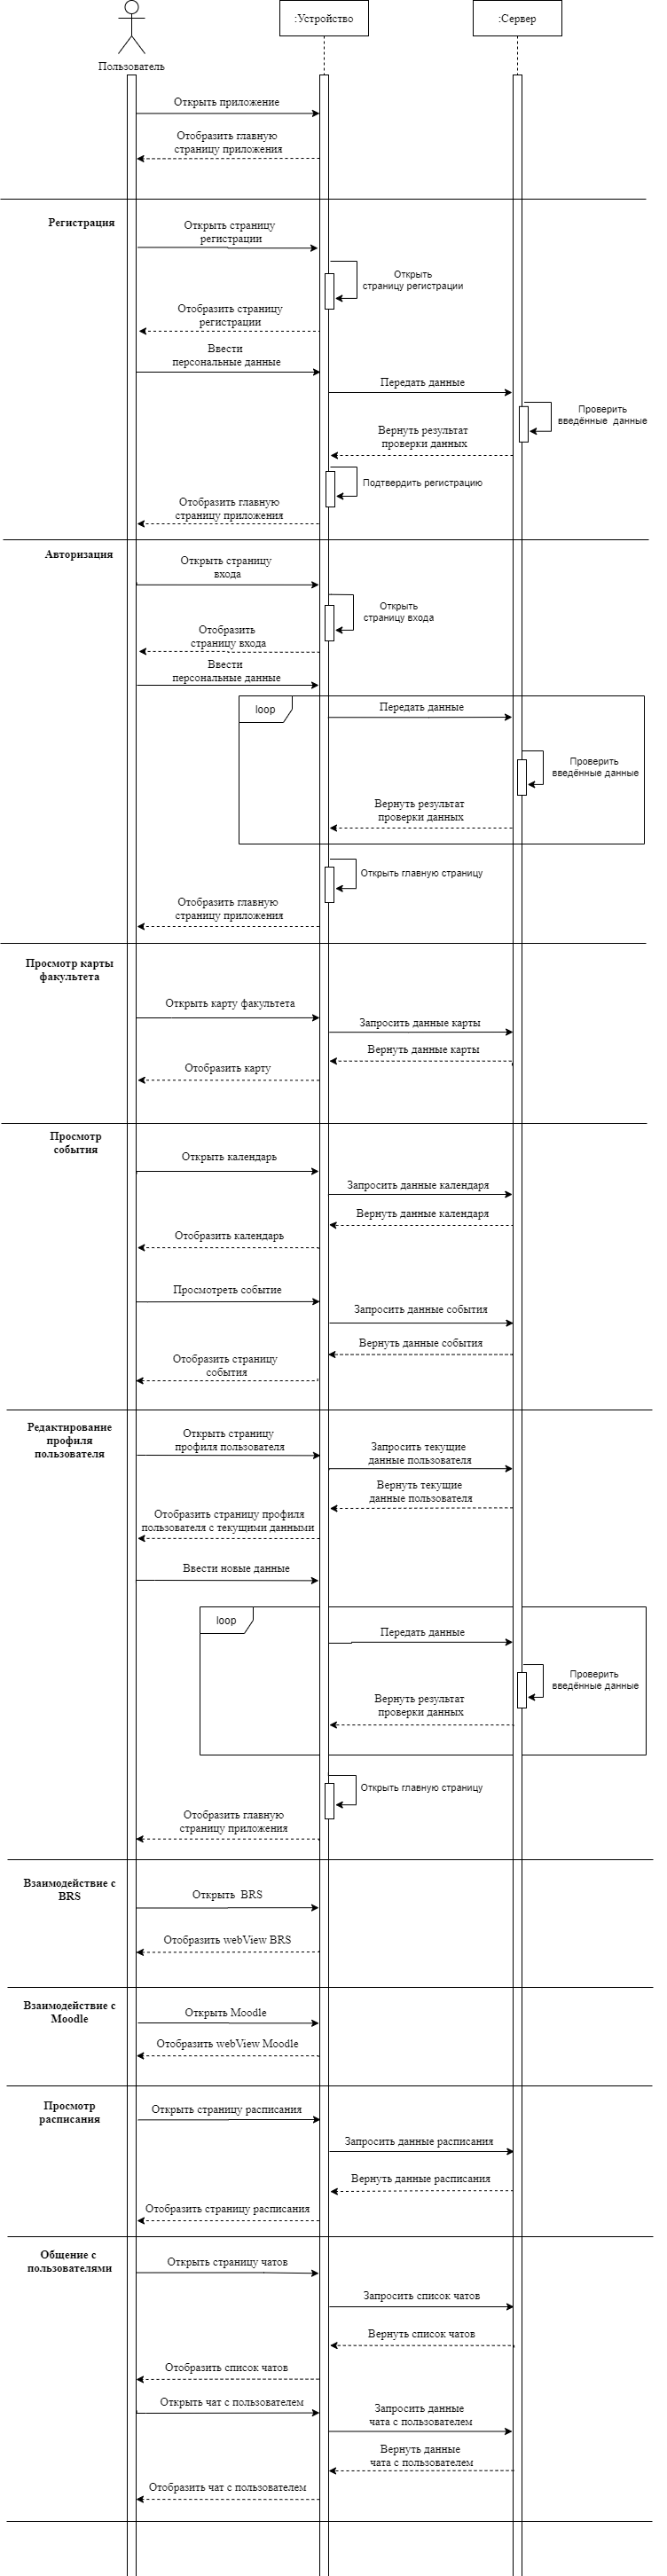 :Устройство
:Сервер
Пользователь
Открыть приложение
Отобразить главную
страницу приложения
Регистрация
Открыть страницу
регистрации
Открыть
страницу регистрации
Отобразить страницу
регистрации
Ввести
персональные данные
Передать данные
Проверить
введённые  данные
Вернуть результат
проверки данных
Подтвердить регистрацию
Отобразить главную
страницу приложения
Авторизация
Открыть страницу
входа
Открыть
страницу входа
Отобразить
страницу входа
Ввести
персональные данные
loop
Передать данные
Проверить
введённые данные
Вернуть результат
проверки данных
Открыть главную страницу
Отобразить главную
страницу приложения
Просмотр карты
факультета
Открыть карту факультета
Запросить данные карты
Вернуть данные карты
Отобразить карту
Просмотр
события
Открыть календарь
Запросить данные календаря
Вернуть данные календаря
Отобразить календарь
Просмотреть событие
Запросить данные события
Вернуть данные события
Отобразить страницу
события
Редактирование
профиля
пользователя
Открыть страницу
профиля пользователя
Запросить текущие
данные пользователя
Вернуть текущие
данные пользователя
Отобразить страницу профиля
пользователя с текущими данными
Ввести новые данные
loop
Передать данные
Проверить
введённые данные
Вернуть результат
проверки данных
Открыть главную страницу
Отобразить главную
страницу приложения
Взаимодействие с
BRS
Открыть  BRS
Отобразить webView BRS
Взаимодействие с
Moodle
Открыть Moodle
Отобразить webView Moodle
Просмотр
расписания
Открыть страницу расписания
Запросить данные расписания
Вернуть данные расписания
Отобразить страницу расписания
Общение с
пользователями
Открыть страницу чатов
Запросить список чатов
Вернуть список чатов
Отобразить список чатов
Открыть чат с пользователем
Запросить данные
чата с пользователем
Вернуть данные
чата с пользователем
Отобразить чат с пользователем